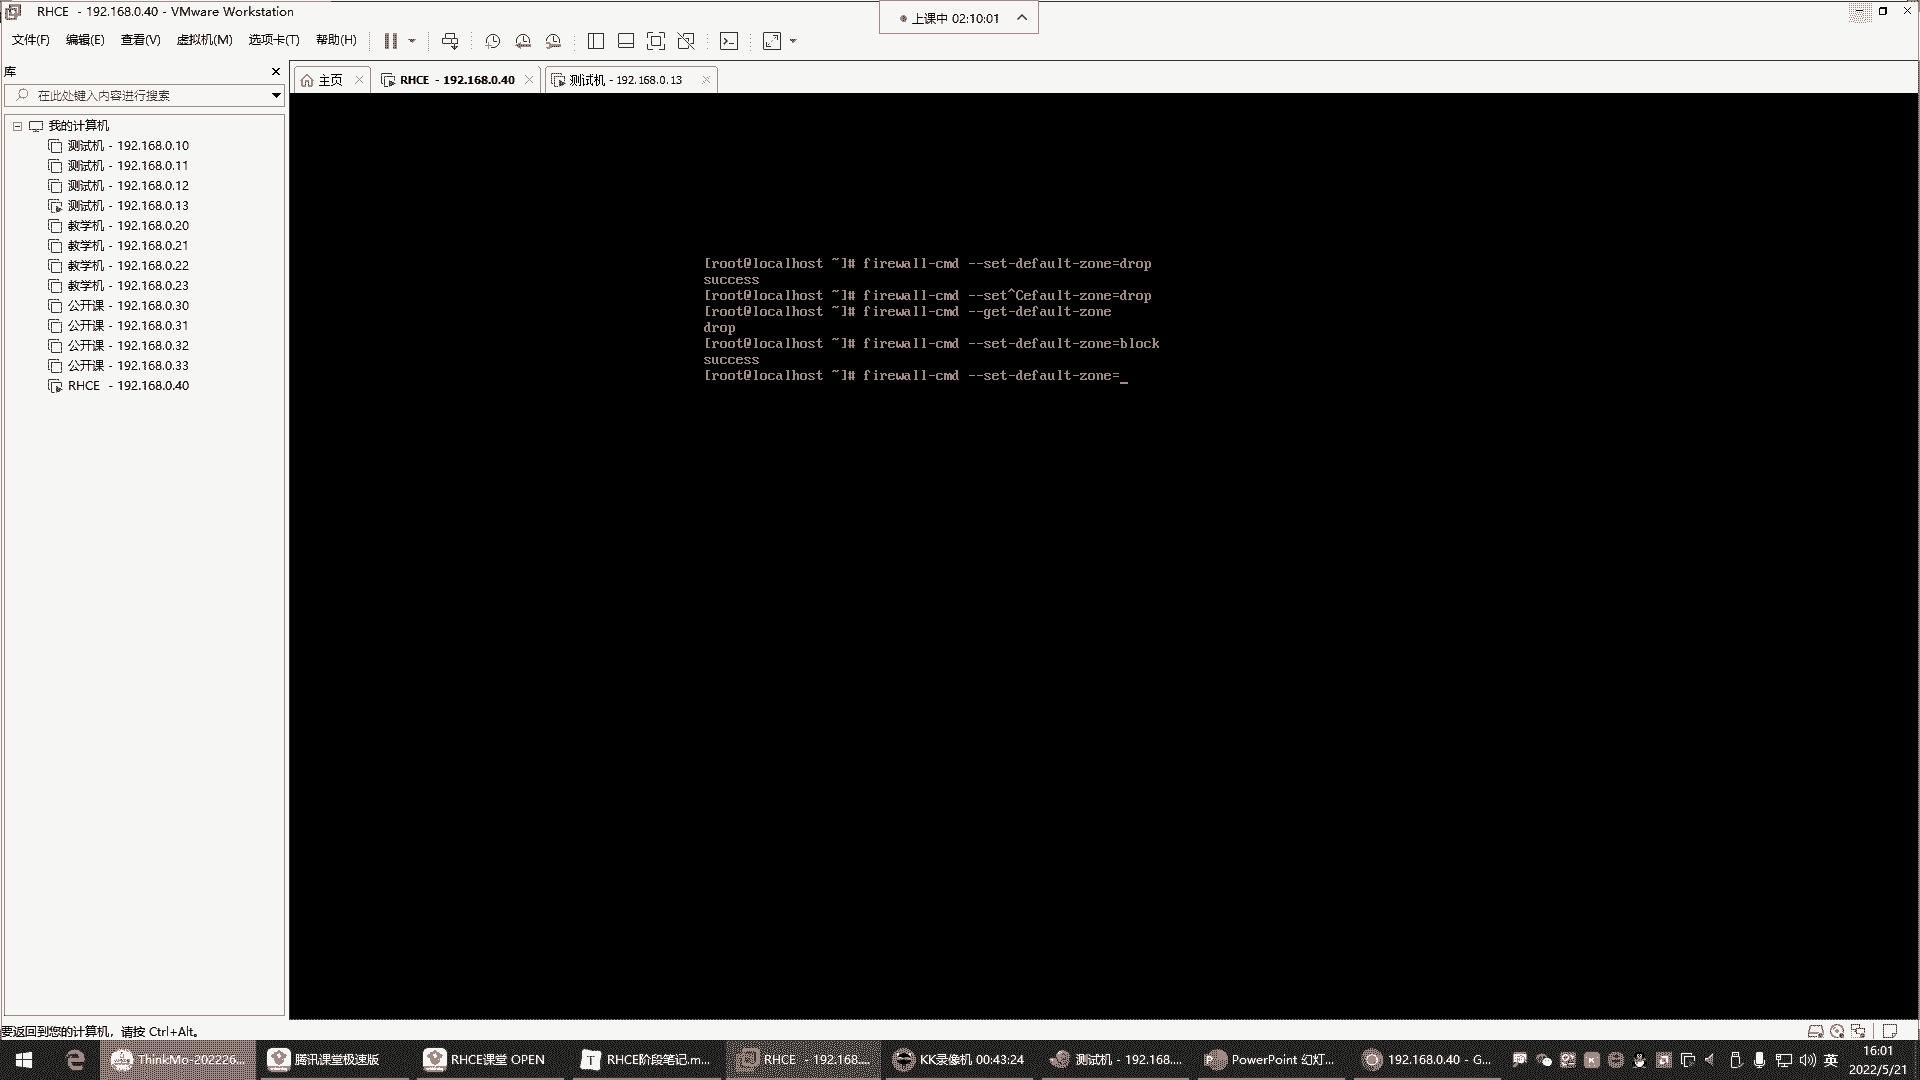 RHCE - 192.168.0.40 - VMware Workstation
上课中 02:10:01
文件(F) 编辑(E) 查看(V) 虚拟机(M) 选项卡(T) 帮助(H)
库
在此处键入内容进行搜索
主页
RHCE - 192.168.0.40
测试机 - 192.168.0.13
我的计算机
测试机 - 192.168.0.10
测试机 - 192.168.0.11
测试机 - 192.168.0.12
测试机 - 192.168.0.13
教学机 - 192.168.0.20
教学机 - 192.168.0.21
教学机 - 192.168.0.22
教学机 - 192.168.0.23
公开课 - 192.168.0.30
公开课 - 192.168.0.31
公开课 - 192.168.0.32
公开课 - 192.168.0.33
RHCE - 192.168.0.40
[root@localhost ~]# firewall-cmd --set-default-zone=drop
success
[root@localhost ~]# firewall-cmd --set^Cefault-zone=drop
[root@localhost ~]# firewall-cmd --get-default-zone
drop
[root@localhost ~]# firewall-cmd --set-default-zone=block
success
[root@localhost ~]# firewall-cmd --set-default-zone=_
要返回到您的计算机，请按 Ctrl+Alt。
ThinkMo-202226...
腾讯课堂极速版
RHCE课堂 OPEN
RHCE阶段笔记.m...
RHCE - 192.168....
KK录像机 00:43:24
测试机 - 192.168....
PowerPoint 幻灯...
192.168.0.40 - G...
英
16:01
2022/5/21